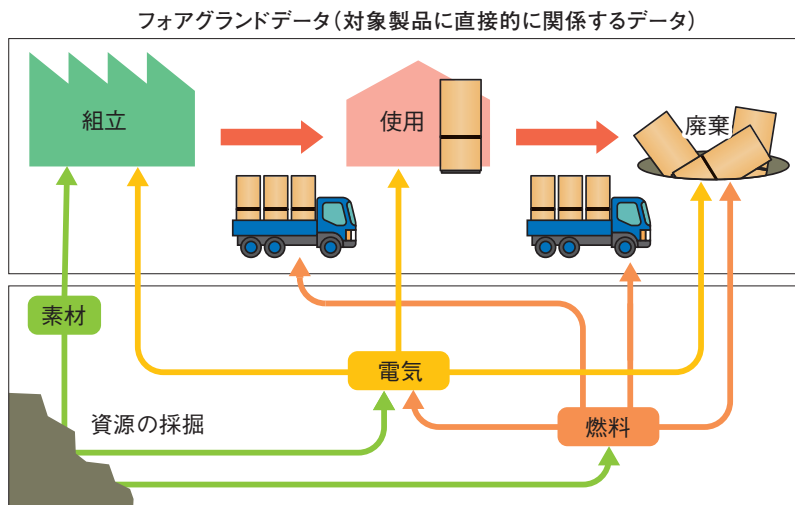 フォアグランドデータ（対象製品に直接的に関係するデータ）
組立
使用
廃棄
素材
電気
資源の採掘
燃料